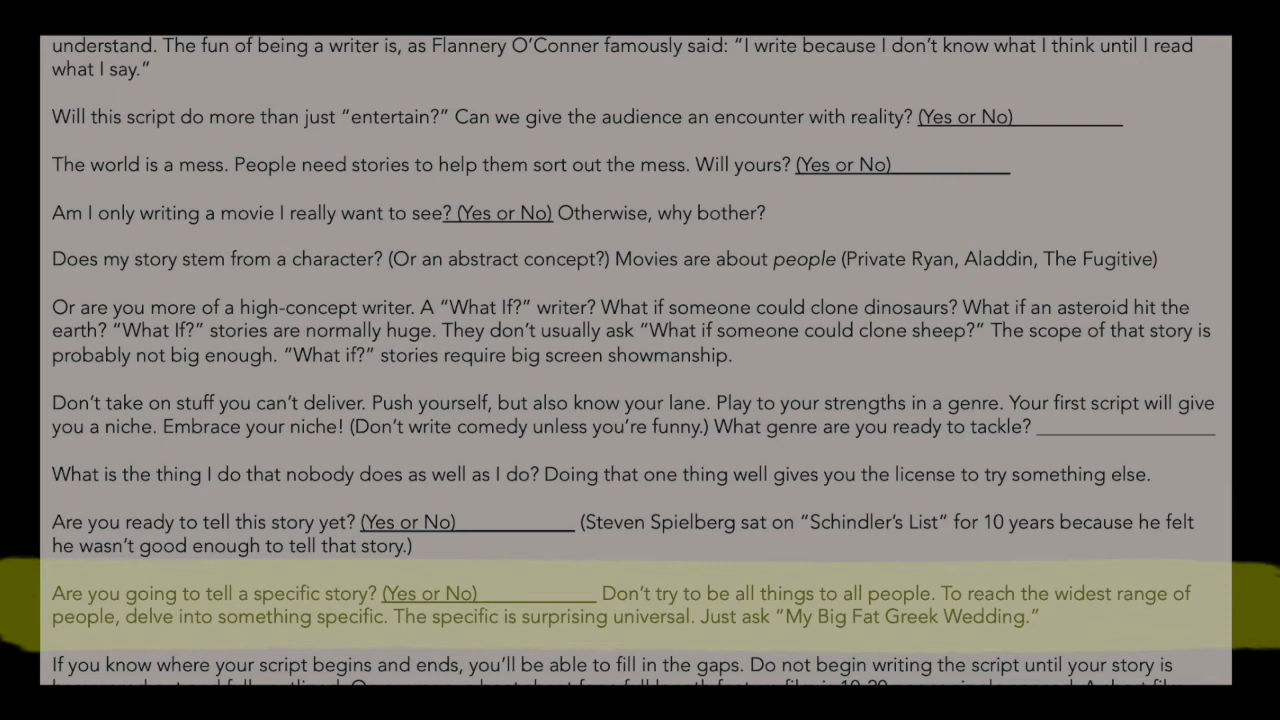 understand. The fun of being a writer is, as Flannery O’Conner famously said: “I write because I don’t know what I think until I read
what I say.”
Will this script do more than just “entertain?” Can we give the audience an encounter with reality? (Yes or No)___________
The world is a mess. People need stories to help them sort out the mess. Will yours? (Yes or No)____________
Am I only writing a movie I really want to see? (Yes or No) Otherwise, why bother?
Does my story stem from a character? (Or an abstract concept?) Movies are about people (Private Ryan, Aladdin, The Fugitive)
Or are you more of a high-concept writer. A “What If?” writer? What if someone could clone dinosaurs? What if an asteroid hit the
earth? “What If?” stories are normally huge. They don’t usually ask “What if someone could clone sheep?” The scope of that story is
probably not big enough. “What if?” stories require big screen showmanship.
Don’t take on stuff you can’t deliver. Push yourself, but also know your lane. Play to your strengths in a genre. Your first script will give
you a niche. Embrace your niche! (Don’t write comedy unless you’re funny.) What genre are you ready to tackle? __________________
What is the thing I do that nobody does as well as I do? Doing that one thing well gives you the license to try something else.
Are you ready to tell this story yet? (Yes or No)____________ (Steven Spielberg sat on “Schindler’s List” for 10 years because he felt
he wasn’t good enough to tell that story.)
Are you going to tell a specific story? (Yes or No)____________ Don’t try to be all things to all people. To reach the widest range of
people, delve into something specific. The specific is surprising universal. Just ask “My Big Fat Greek Wedding.”
If you know where your script begins and ends, you’ll be able to fill in the gaps. Do not begin writing the script until your story is